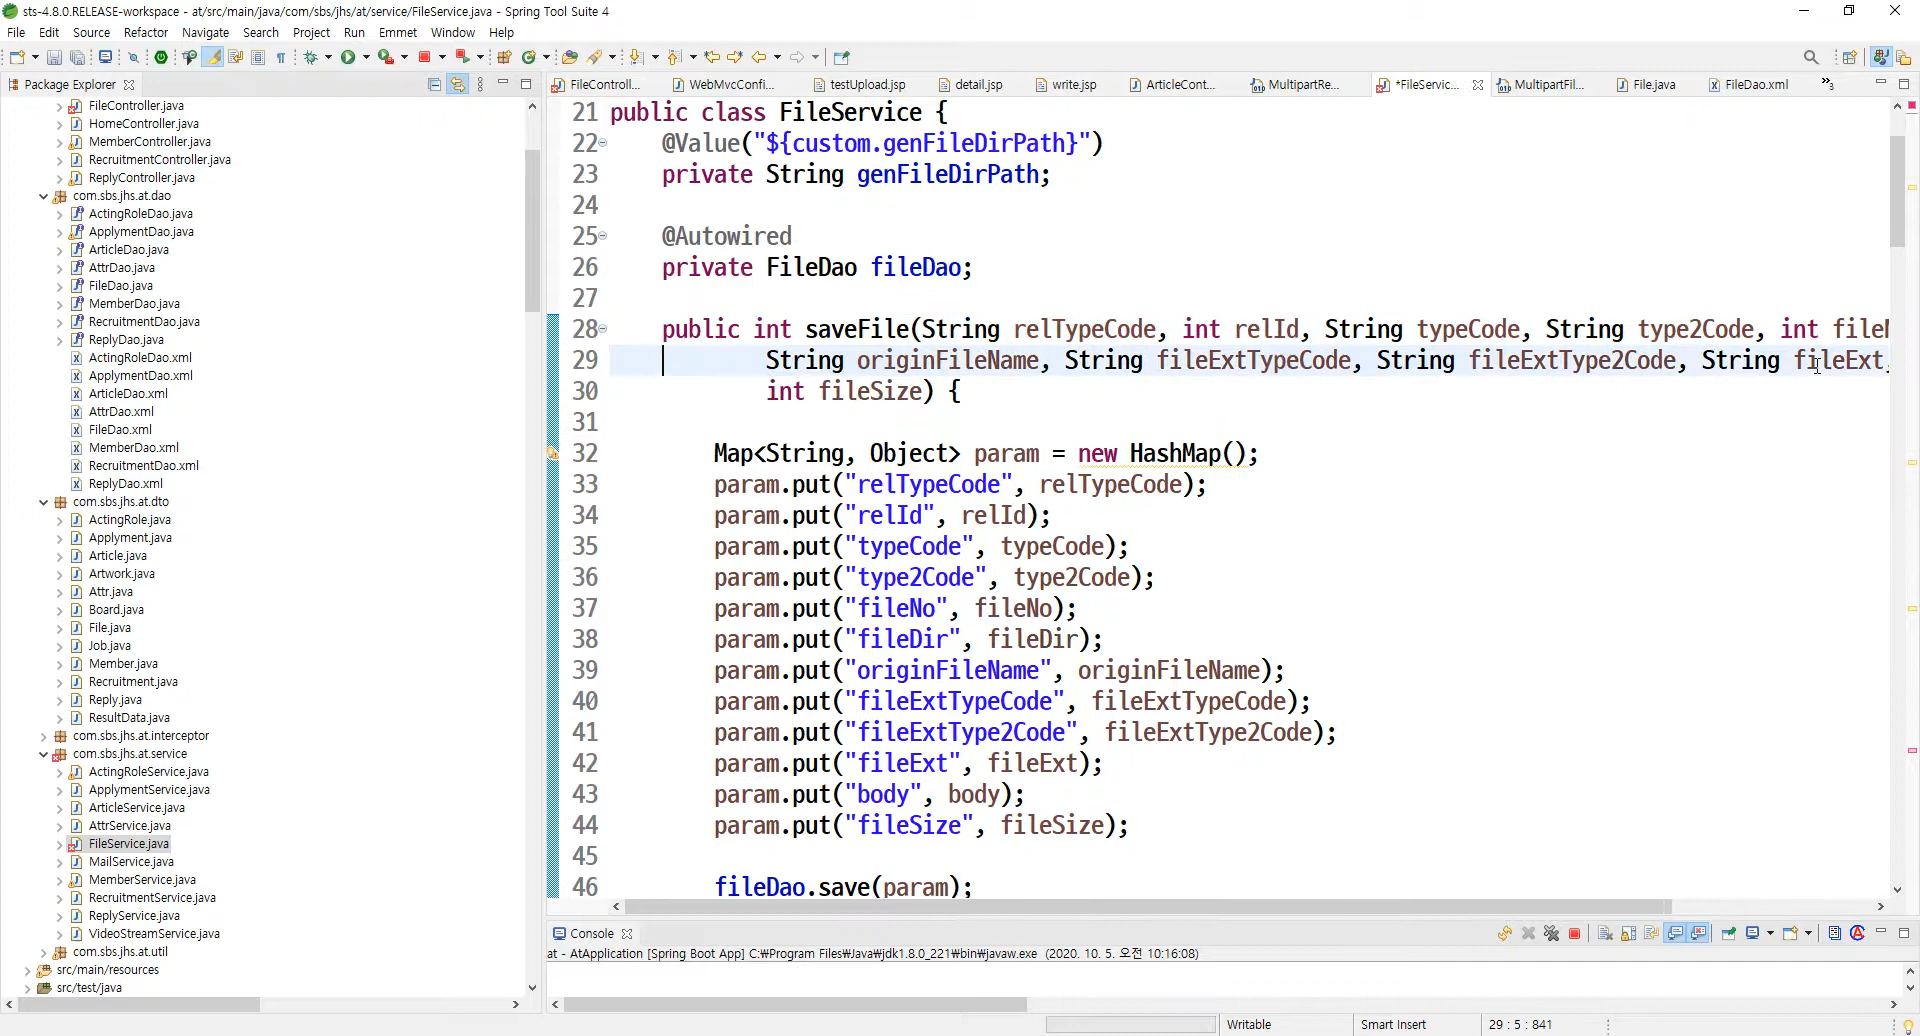 sts-4.8.0.RELEASE-workspace - at/src/main/java/com/sbs/jhs/at/service/FileService.java - Spring Tool Suite 4
File Edit Source Refactor Navigate Search Project Run Emmet Window Help
Package Explorer
FileController.java
HomeController.java
MemberController.java
RecruitmentController.java
ReplyController.java
com.sbs.jhs.at.dao
ActingRoleDao.java
ApplymentDao.java
ArticleDao.java
AttrDao.java
FileDao.java
MemberDao.java
RecruitmentDao.java
ReplyDao.java
ActingRoleDao.xml
ApplymentDao.xml
ArticleDao.xml
AttrDao.xml
FileDao.xml
MemberDao.xml
RecruitmentDao.xml
ReplyDao.xml
com.sbs.jhs.at.dto
ActingRole.java
Applyment.java
Article.java
Artwork.java
Attr.java
Board.java
File.java
Job.java
Member.java
Recruitment.java
Reply.java
ResultData.java
com.sbs.jhs.at.interceptor
com.sbs.jhs.at.service
ActingRoleService.java
ApplymentService.java
ArticleService.java
AttrService.java
FileService.java
MailService.java
MemberService.java
RecruitmentService.java
ReplyService.java
VideoStreamService.java
com.sbs.jhs.at.util
src/main/resources
src/test/java
FileControll... WebMvcConfi... testUpload.jsp detail.jsp write.jsp ArticleCont... MultipartRe... *FileServic... MultipartFil... File.java FileDao.xml »3
21 public class FileService {
22 @Value("${custom.genFileDirPath}")
23 private String genFileDirPath;
24
25 @Autowired
26 private FileDao fileDao;
27
28 public int saveFile(String relTypeCode, int relId, String typeCode, String type2Code, int file
29 String originFileName, String fileExtTypeCode, String fileExtType2Code, String fileExt,
30 int fileSize) {
31
32 Map<String, Object> param = new HashMap();
33 param.put("relTypeCode", relTypeCode);
34 param.put("relId", relId);
35 param.put("typeCode", typeCode);
36 param.put("type2Code", type2Code);
37 param.put("fileNo", fileNo);
38 param.put("fileDir", fileDir);
39 param.put("originFileName", originFileName);
40 param.put("fileExtTypeCode", fileExtTypeCode);
41 param.put("fileExtType2Code", fileExtType2Code);
42 param.put("fileExt", fileExt);
43 param.put("body", body);
44 param.put("fileSize", fileSize);
45
46 fileDao.save(param);
Console
at - AtApplication [Spring Boot App] C:₩Program Files₩Java₩jdk1.8.0_221₩bin₩javaw.exe (2020. 10. 5. 오전 10:16:08)
Writable Smart Insert 29 : 5 : 841